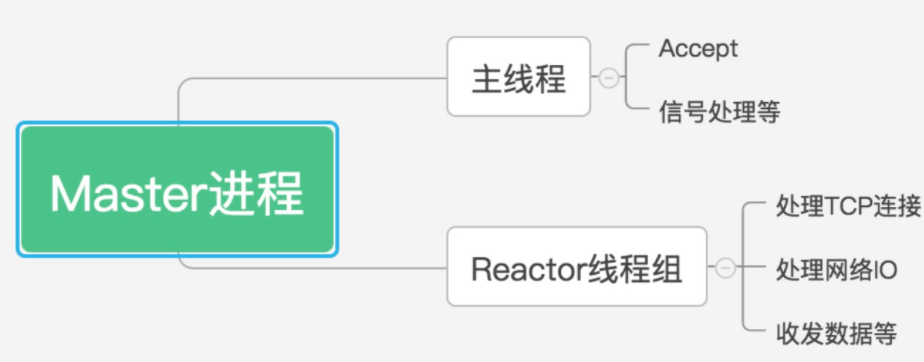 Master进程
主线程
Accept
信号处理等
Reactor线程组
处理TCP连接
处理网络IO
收发数据等